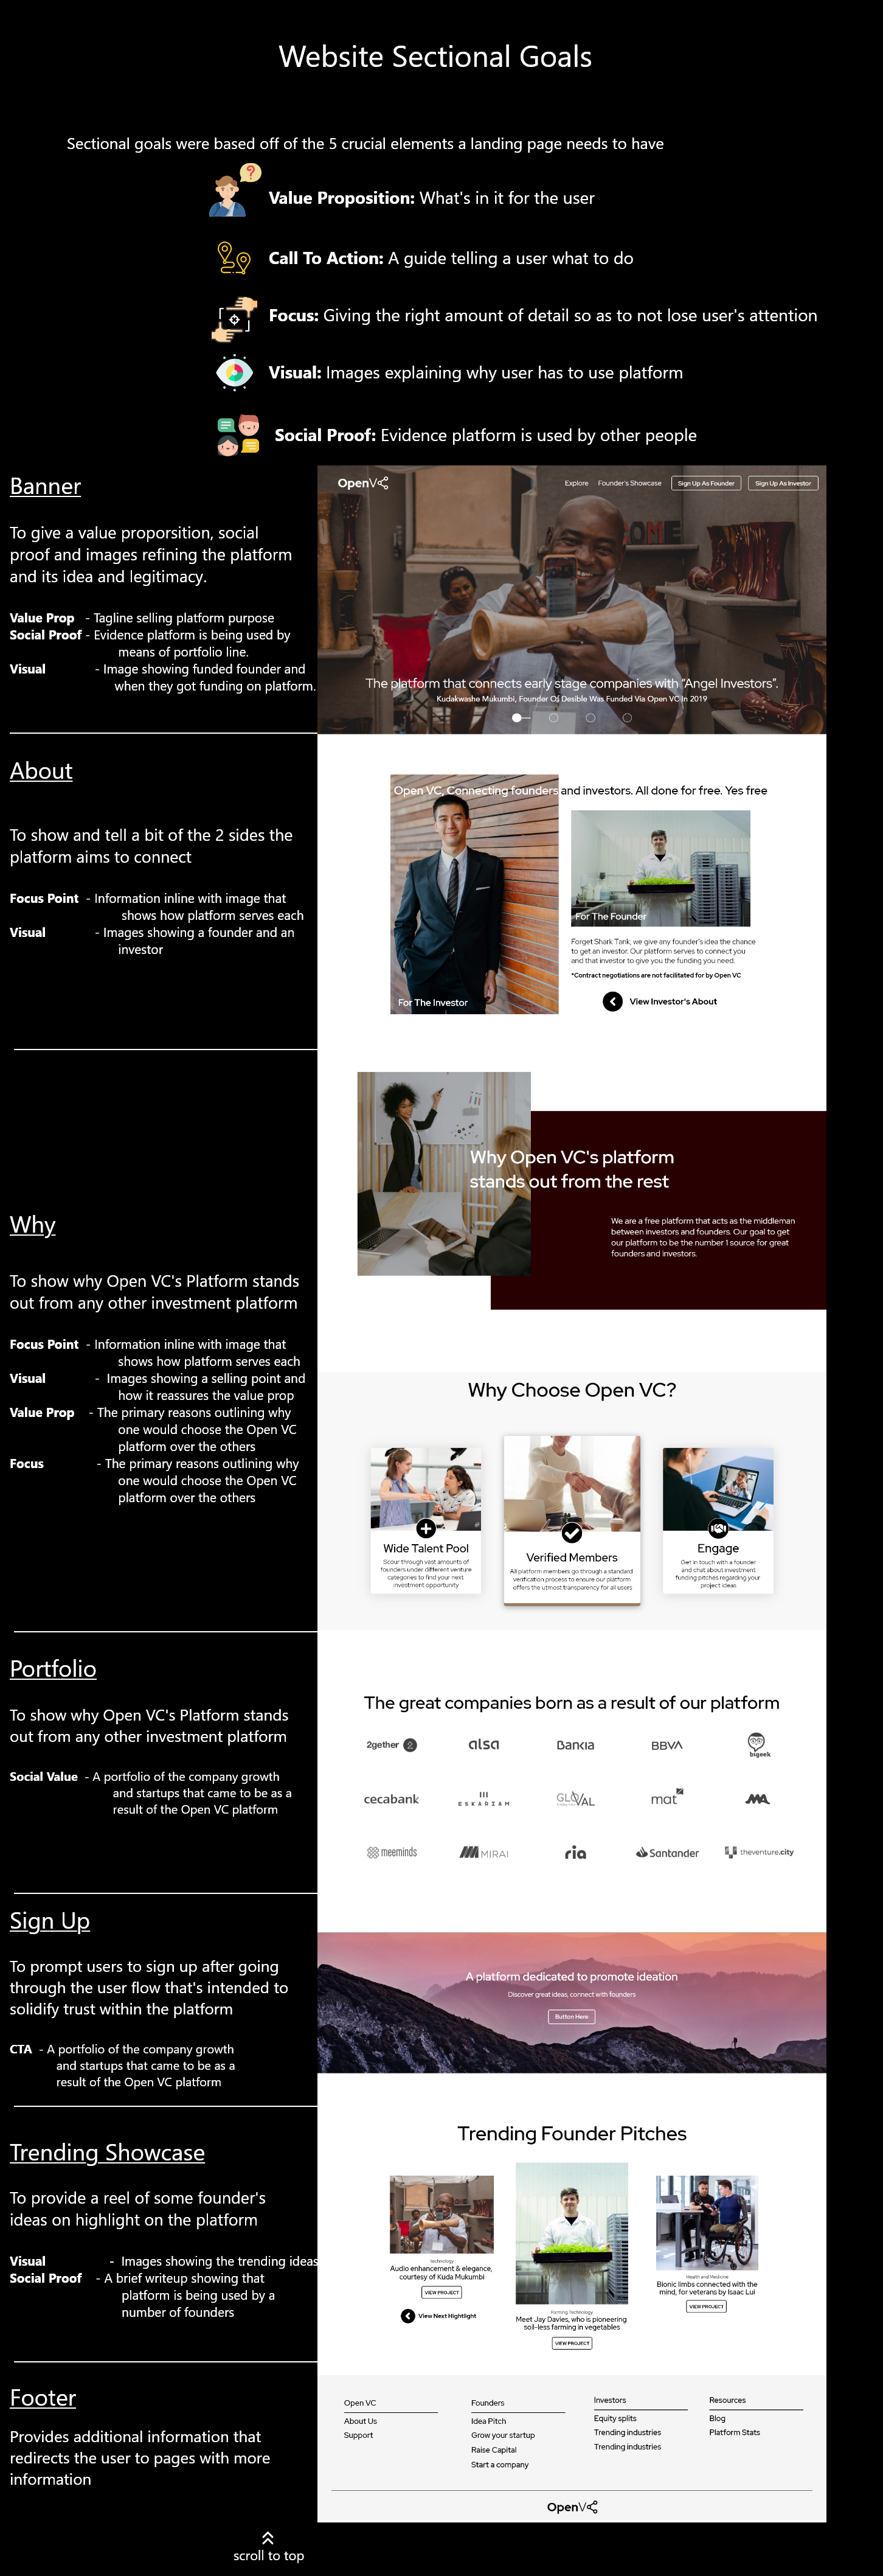 Website Sectional Goals
Sectional goals were based off of the 5 crucial elements a landing page needs to have
Value Proposition: What's in it for the user
Call To Action: A guide telling a user what to do
Focus: Giving the right amount of detail so as to not lose user's attention
Visual: Images explaining why user has to use platform
Social Proof: Evidence platform is used by other people
Banner
To give a value proporsition, social
proof and images refining the platform
and its idea and legitimacy.
Value Prop - Tagline selling platform purpose
Social Proof - Evidence platform is being used by
means of portfolio line.
Visual - Image showing funded founder and
when they got funding on platform.
OpenV
Explore Founder's Showcase Sign Up As Founder Sign Up As Investor
OME
The platform that connects early stage companies with "Angel Investors".
Kudakwashe Mukumbi, Founder Of Desible Was Funded Via Open VC In 2019
About
To show and tell a bit of the 2 sides the
platform aims to connect
Focus Point - Information inline with image that
shows how platform serves each
Visual - Images showing a founder and an
investor
Open VC, Connecting founders and investors. All done for free. Yes free
For The Investor
For The Founder
Forget Shark Tank, we give any founder's idea the chance
to get an investor. Our platform serves to connect you
and that investor to give you the funding you need.
*Contract negotiations are not facilitated for by Open VC
View Investor's About
Why
To show why Open VC's Platform stands
out from any other investment platform
Focus Point - Information inline with image that
shows how platform serves each
Visual - Images showing a selling point and
how it reassures the value prop
Value Prop - The primary reasons outlining why
one would choose the Open VC
platform over the others
Focus - The primary reasons outlining why
one would choose the Open VC
platform over the others
Why Open VC's platform
stands out from the rest
We are a free platform that acts as the middleman
between investors and founders. Our goal to get
our platform to be the number 1 source for great
founders and investors.
Why Choose Open VC?
Wide Talent Pool
Scour through vast amounts of
founders under different venture
categories to find your next
investment opportunity
Verified Members
All platform members go through a standard
verification process to ensure our platform
offers the utmost transparency for all users
Engage
Get in touch with a founder
and chat about investment
funding pitches regarding your
project ideas
Portfolio
To show why Open VC's Platform stands
out from any other investment platform
Social Value - A portfolio of the company growth
and startups that came to be as a
result of the Open VC platform
The great companies born as a result of our platform
2gether 2 alsa Bankia BBVA bigeek
cecabank ESKARIAM GLOVAL mat
meeminds MIRAI ria Santander theventure.city
Sign Up
To prompt users to sign up after going
through the user flow that's intended to
solidify trust within the platform
CTA - A portfolio of the company growth
and startups that came to be as a
result of the Open VC platform
A platform dedicated to promote ideation
Discover great ideas, connect with founders
Button Here
Trending Showcase
To provide a reel of some founder's
ideas on highlight on the platform
Visual - Images showing the trending ideas
Social Proof - A brief writeup showing that
platform is being used by a
number of founders
Trending Founder Pitches
technology
Audio enhancement & elegance,
courtesy of Kuda Mukumbi
VIEW PROJECT
View Next Hightlight
Farming Technology
Meet Jay Davies, who is pioneering
soil-less farming in vegetables
VIEW PROJECT
Health and Medicine
Bionic limbs connected with the
mind, for veterans by Isaac Lui
VIEW PROJECT
Footer
Provides additional information that
redirects the user to pages with more
information
Open VC
About Us
Support
Founders
Idea Pitch
Grow your startup
Raise Capital
Start a company
Investors
Equity splits
Trending industries
Trending industries
Resources
Blog
Platform Stats
OpenV
scroll to top